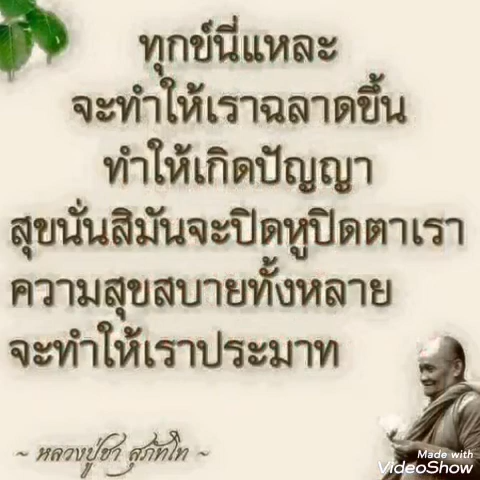 ทุกข์นี่แหละ
จะทำให้เราฉลาดขึ้น
ทำให้เกิดปัญญา
สุขนั่นสิมันจะปิดหูปิดตาเรา
ความสุขสบายทั้งหลาย
จะทำให้เราประมาท
~ หลวงปู่ชา สุภัทโท ~
Made with
VideoShow